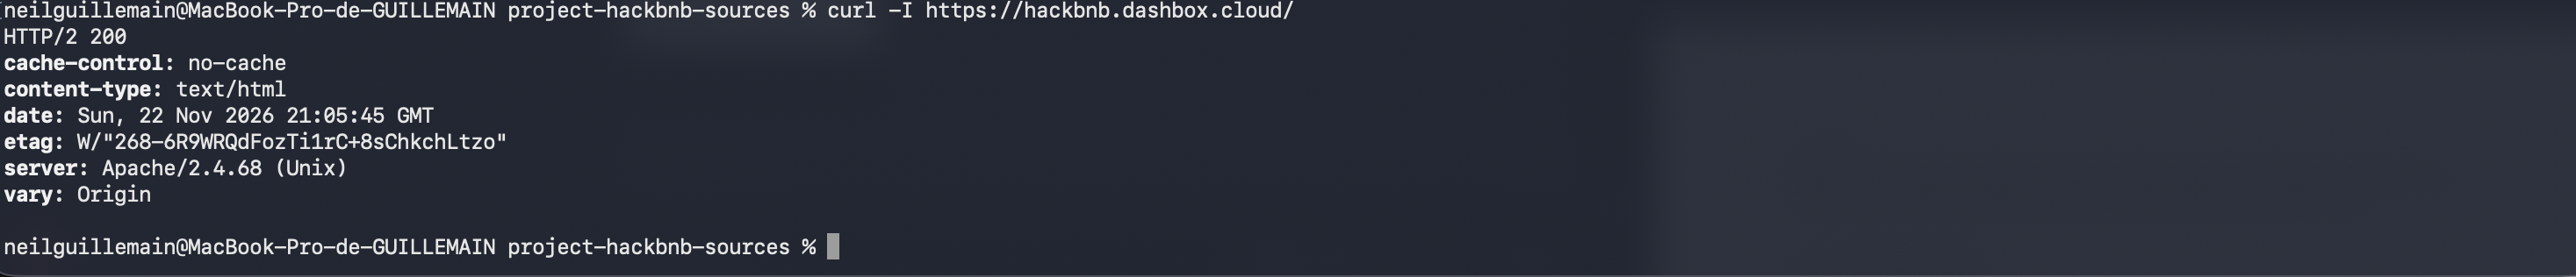 neilguillemain@MacBook-Pro-de-GUILLEMAIN project-hackbnb-sources % curl -I https://hackbnb.dashbox.cloud/
HTTP/2 200
cache-control: no-cache
content-type: text/html
date: Sun, 22 Nov 2026 21:05:45 GMT
etag: W/"268-6R9WRQdFozTi1rC+8sChkchLtzo"
server: Apache/2.4.68 (Unix)
vary: Origin
neilguillemain@MacBook-Pro-de-GUILLEMAIN project-hackbnb-sources %